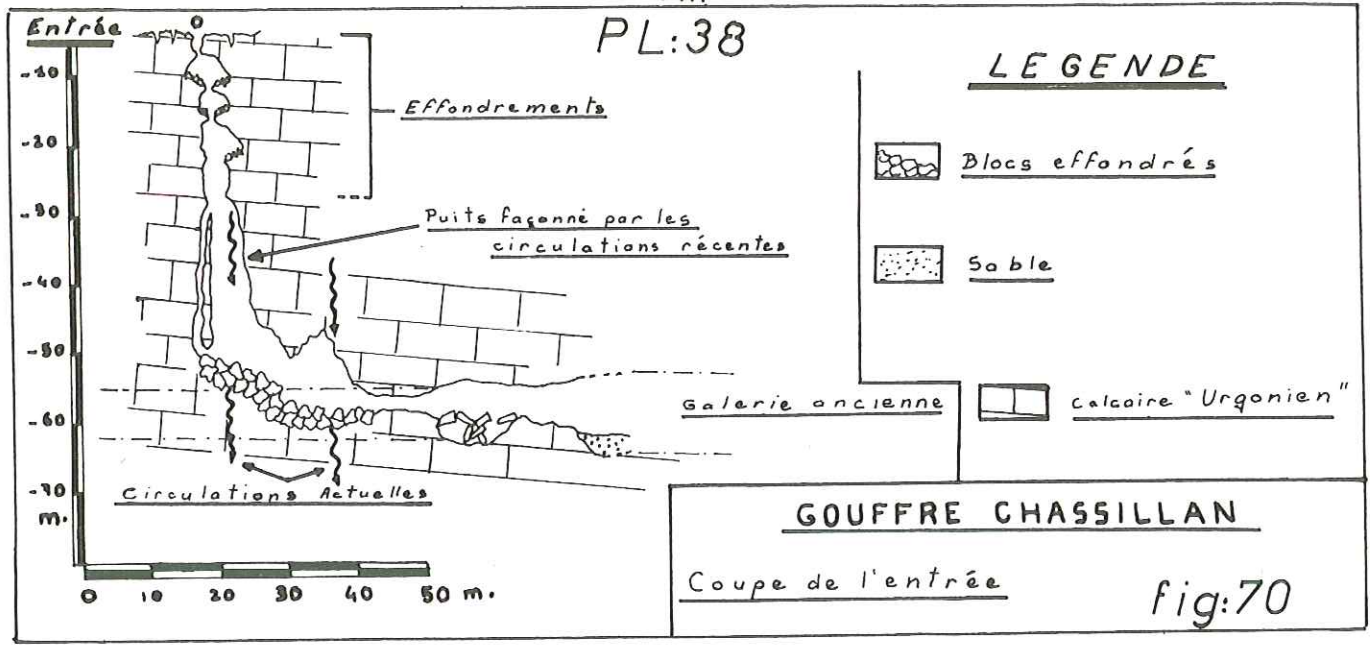 PL:38
Entrée
0
-10
-20
-30
-40
-50
-60
-70
m.
Effondrements
Puits façonné par les
circulations récentes
Galerie ancienne
Circulations Actuelles
0 10 20 30 40 50 m.
LEGENDE
Blocs effondrés
Sable
Calcaire "Urgonien"
GOUFFRE CHASSILLAN
Coupe de l'entrée
fig:70